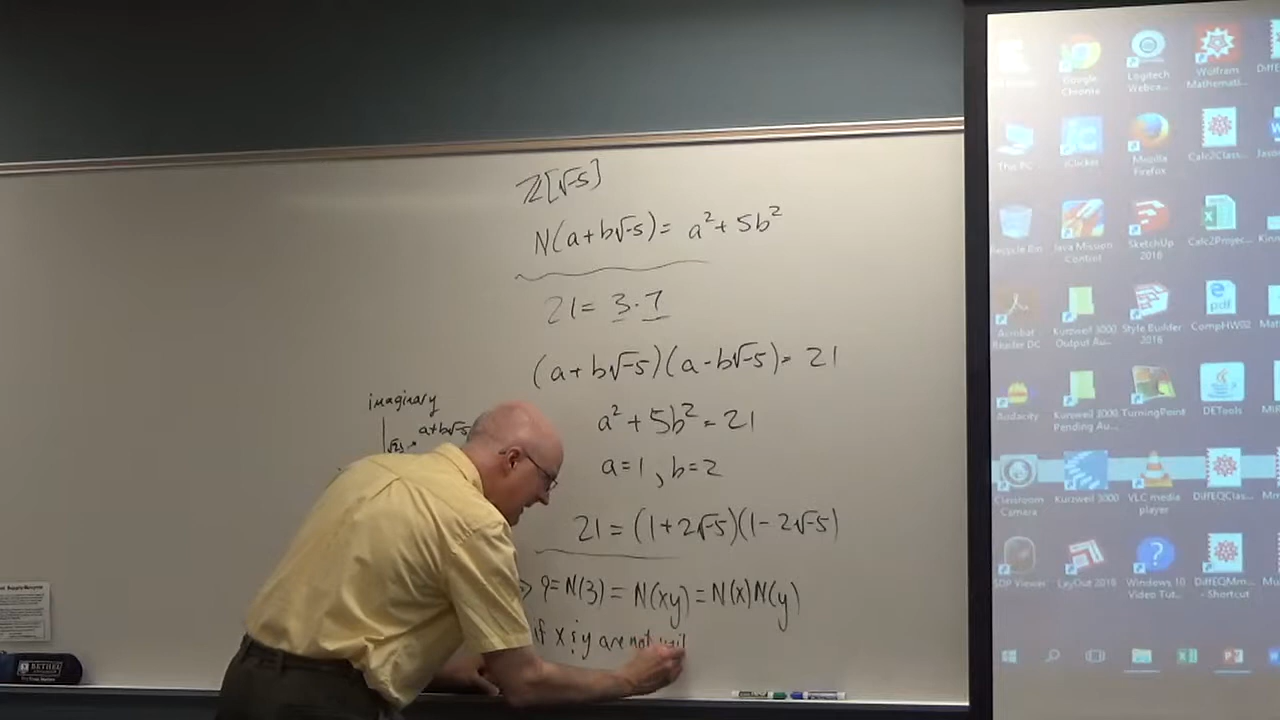 ℤ[√-5]
N(a+b√-5) = a² + 5b²
21 = 3·7
(a+b√-5)(a-b√-5) = 21
a² + 5b² = 21
a=1, b=2
21 = (1+2√-5)(1-2√-5)
⇒ 9=N(3) = N(xy) = N(x)N(y)
if x & y are not
imaginary
a+b√-5
Google Chrome
Logitech Webca...
Wolfram Mathemati...
This PC
iClicker
Mozilla Firefox
Calc2Class...
Recycle Bin
Java Mission Control
SketchUp 2016
Calc2Projec...
Acrobat Reader DC
Kurzweil 3000 Output Au...
Style Builder 2016
CompHW02
Audacity
Kurzweil 3000 Pending Au...
TurningPoint
DETools
Classroom Camera
Kurzweil 3000
VLC media player
DiffEQClas...
SDP Viewer
LayOut 2016
Windows 10 Video Tut...
DiffEQMm... - Shortcut
BETHEL